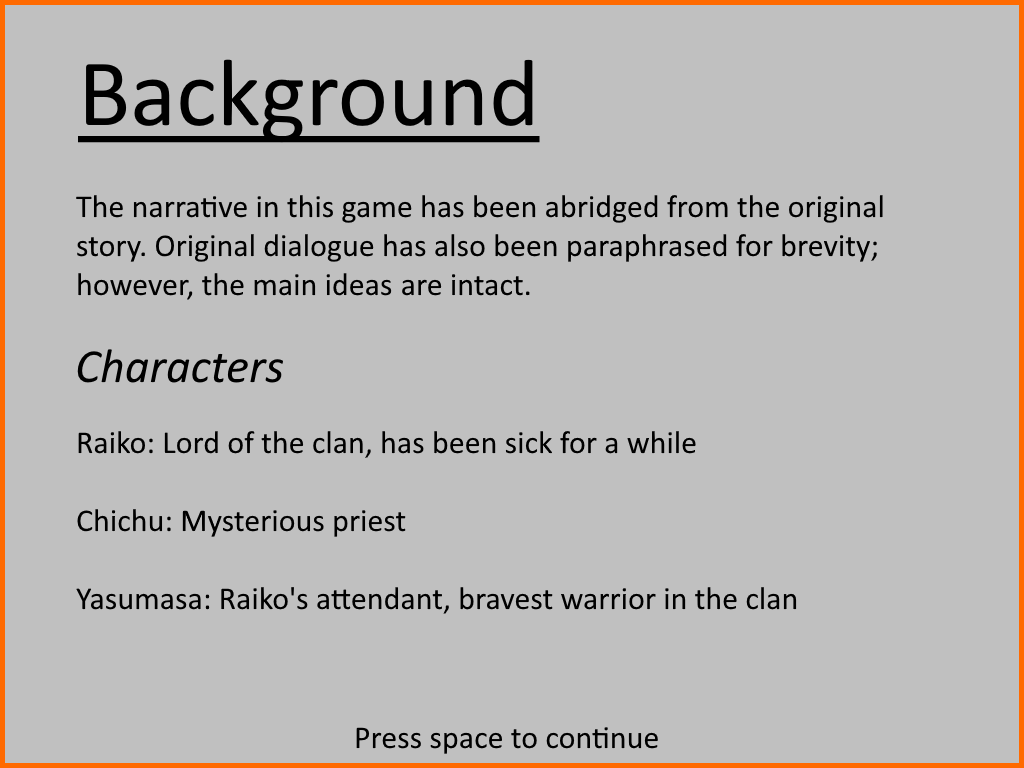 Background
The narrative in this game has been abridged from the original
story. Original dialogue has also been paraphrased for brevity;
however, the main ideas are intact.
Characters
Raiko: Lord of the clan, has been sick for a while
Chichu: Mysterious priest
Yasumasa: Raiko's attendant, bravest warrior in the clan
Press space to continue